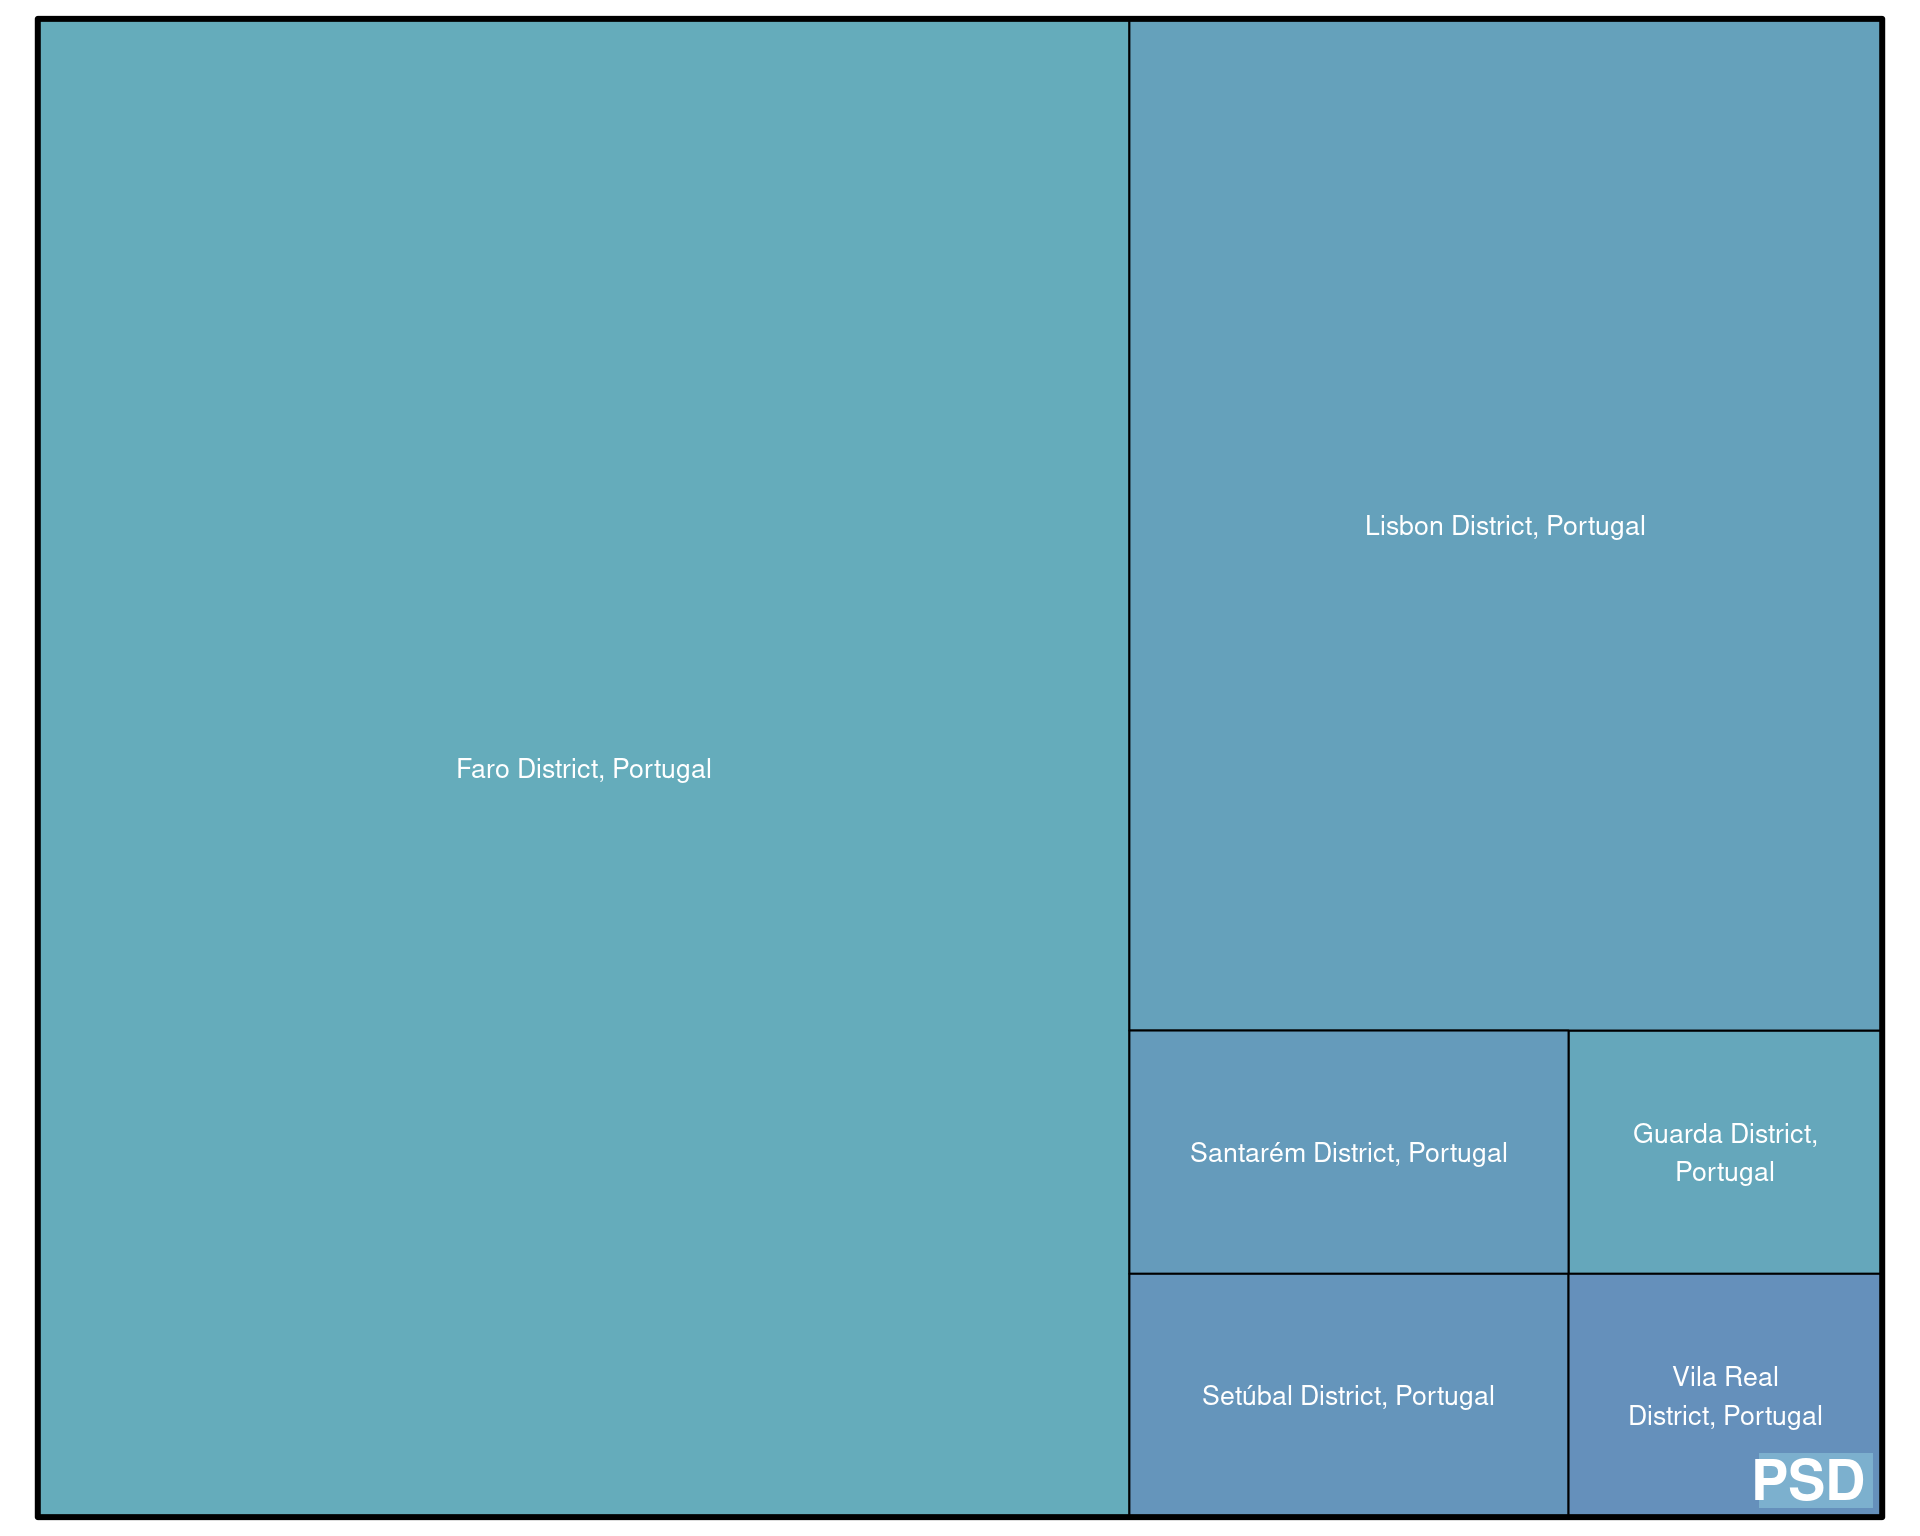 Faro District, Portugal
Lisbon District, Portugal
Santarém District, Portugal
Guarda District,
Portugal
Setúbal District, Portugal
Vila Real
District, Portugal
PSD